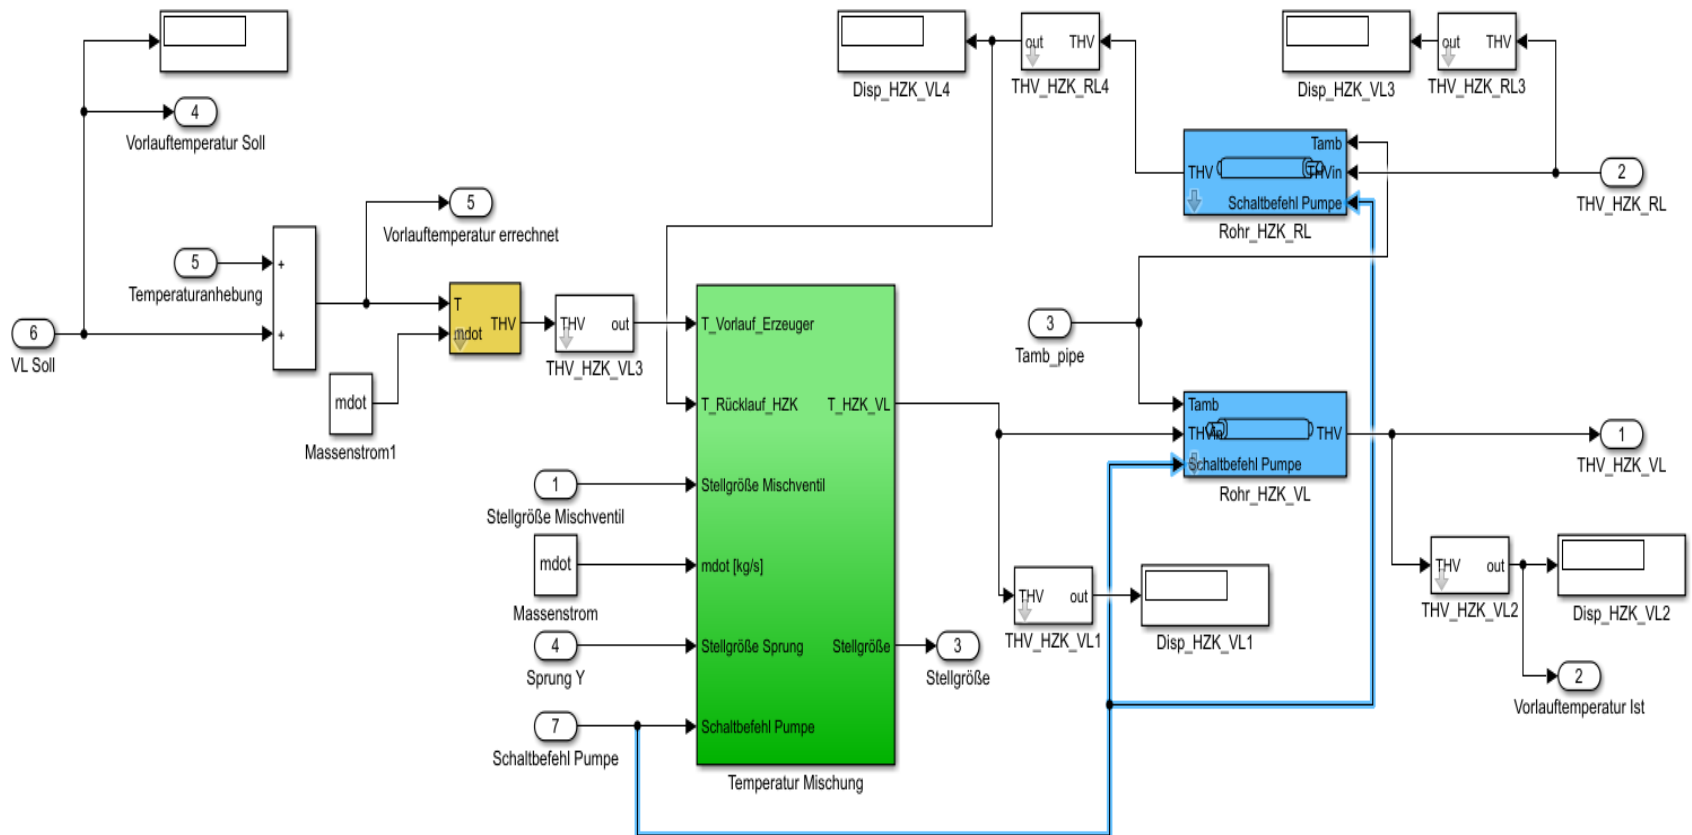 4
Vorlauftemperatur Soll
5
Vorlauftemperatur errechnet
5
Temperaturanhebung
6
VL Soll
+
+
T
mdot
THV
mdot
Massenstrom1
THV
out
THV_HZK_VL3
Disp_HZK_VL4
out
THV
THV_HZK_RL4
Disp_HZK_VL3
out
THV
THV_HZK_RL3
Tamb
THVin
Schaltbefehl Pumpe
THV
Rohr_HZK_RL
2
THV_HZK_RL
3
Tamb_pipe
T_Vorlauf_Erzeuger
T_Rücklauf_HZK
Stellgröße Mischventil
mdot [kg/s]
Stellgröße Sprung
Schaltbefehl Pumpe
T_HZK_VL
Stellgröße
Temperatur Mischung
1
Stellgröße Mischventil
mdot
Massenstrom
4
Sprung Y
7
Schaltbefehl Pumpe
3
Stellgröße
Tamb
THVin
Schaltbefehl Pumpe
THV
Rohr_HZK_VL
1
THV_HZK_VL
THV
out
THV_HZK_VL1
Disp_HZK_VL1
THV
out
THV_HZK_VL2
Disp_HZK_VL2
2
Vorlauftemperatur Ist